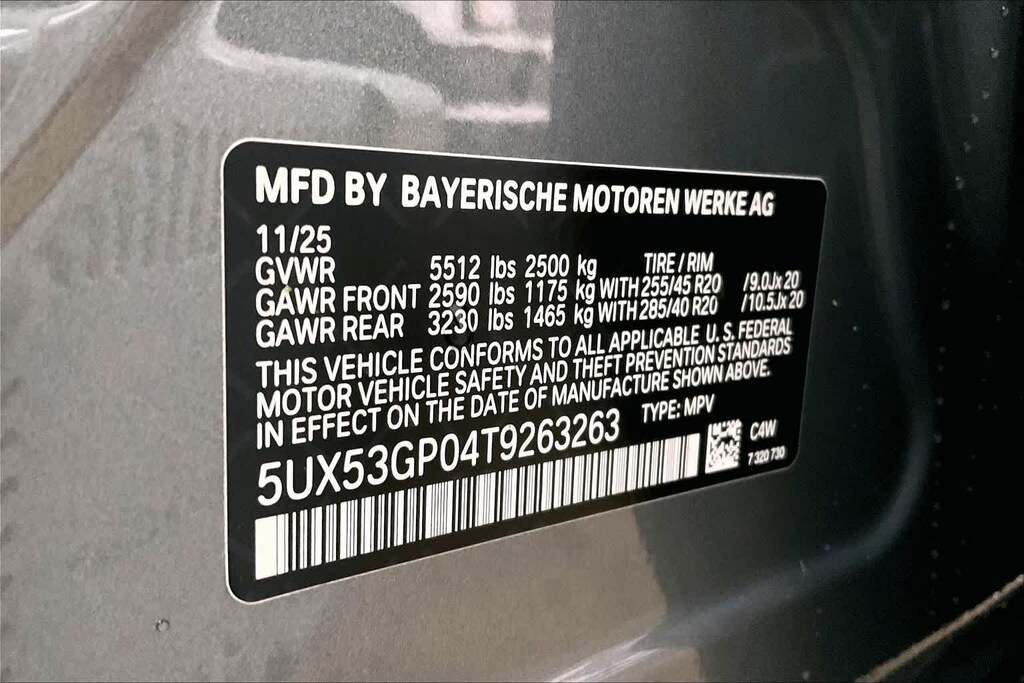 MFD BY BAYERISCHE MOTOREN WERKE AG
11/25
GVWR 5512 lbs 2500 kg TIRE / RIM
GAWR FRONT 2590 lbs 1175 kg WITH 255/45 R20 /9.0Jx 20
GAWR REAR 3230 lbs 1465 kg WITH 285/40 R20 /10.5Jx 20
THIS VEHICLE CONFORMS TO ALL APPLICABLE U. S. FEDERAL
MOTOR VEHICLE SAFETY AND THEFT PREVENTION STANDARDS
IN EFFECT ON THE DATE OF MANUFACTURE SHOWN ABOVE.
5UX53GP04T9263263 TYPE: MPV
C4W
7 320 730